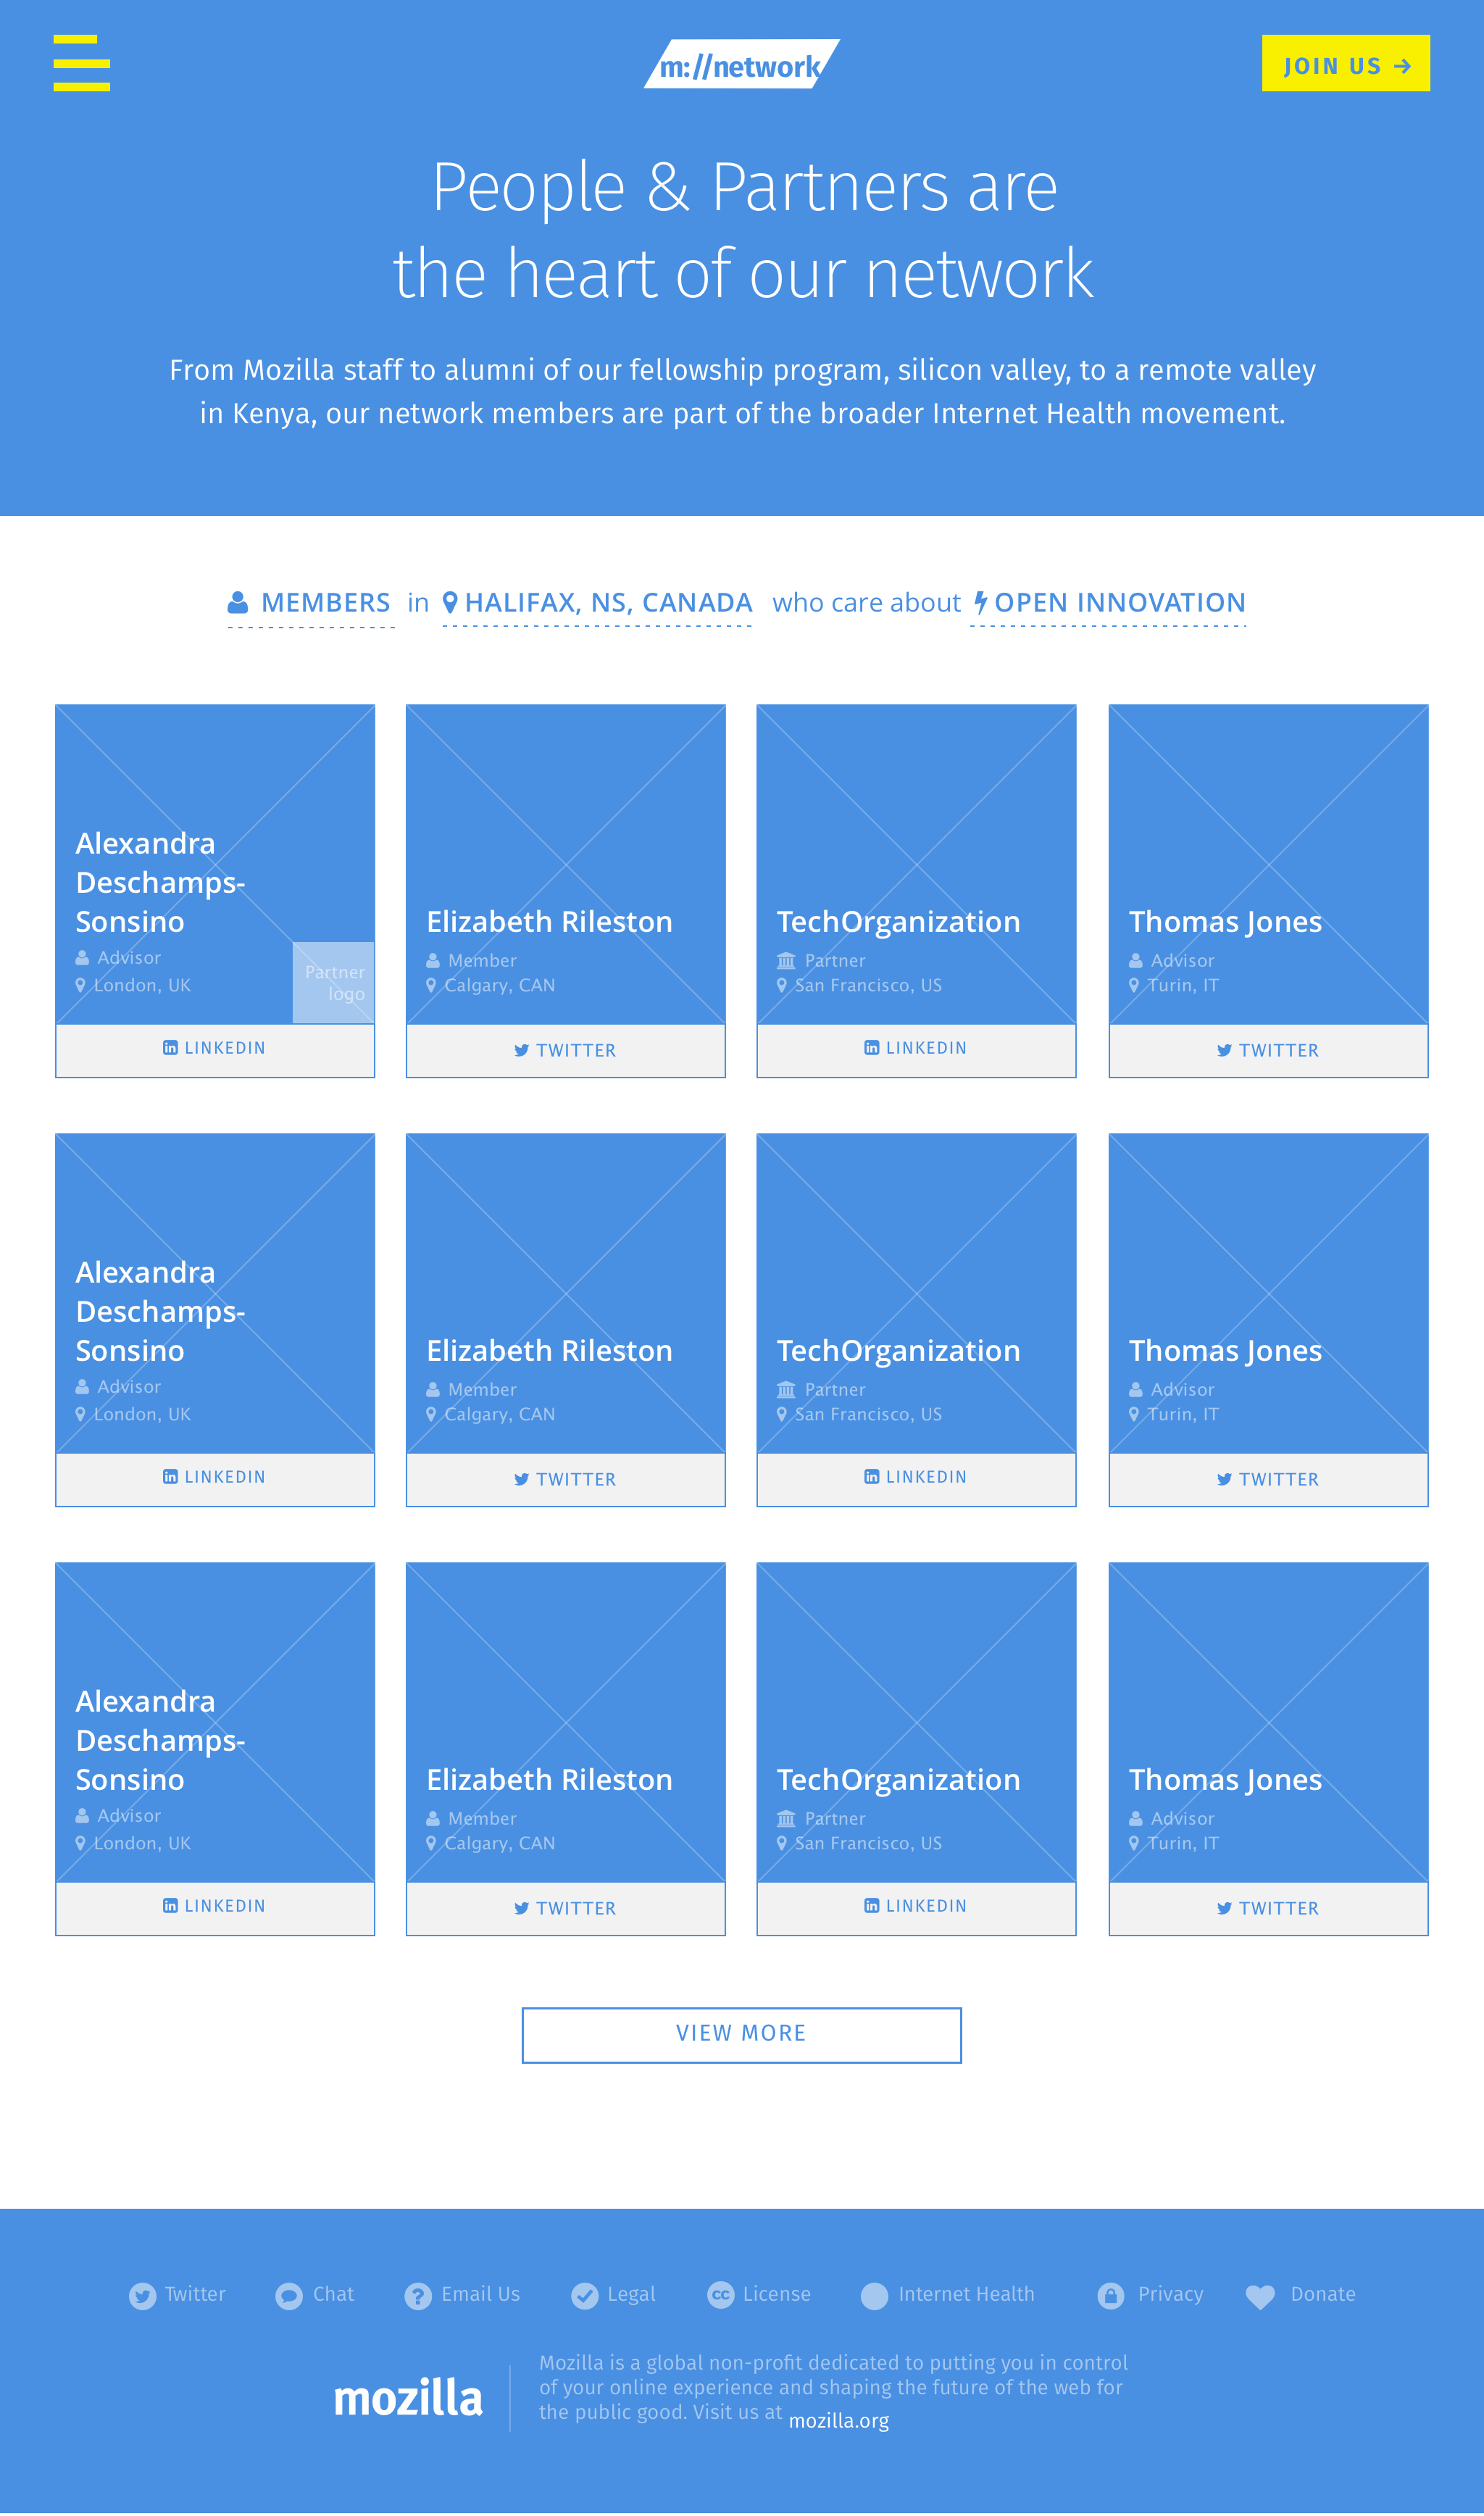 m://network
JOIN US →
People & Partners are
the heart of our network
From Mozilla staff to alumni of our fellowship program, silicon valley, to a remote valley
in Kenya, our network members are part of the broader Internet Health movement.
MEMBERS in HALIFAX, NS, CANADA who care about OPEN INNOVATION
Alexandra
Deschamps-
Sonsino
Advisor
London, UK
Partner
logo
LINKEDIN
Elizabeth Rileston
Member
Calgary, CAN
TWITTER
TechOrganization
Partner
San Francisco, US
LINKEDIN
Thomas Jones
Advisor
Turin, IT
TWITTER
Alexandra
Deschamps-
Sonsino
Advisor
London, UK
LINKEDIN
Elizabeth Rileston
Member
Calgary, CAN
TWITTER
TechOrganization
Partner
San Francisco, US
LINKEDIN
Thomas Jones
Advisor
Turin, IT
TWITTER
Alexandra
Deschamps-
Sonsino
Advisor
London, UK
LINKEDIN
Elizabeth Rileston
Member
Calgary, CAN
TWITTER
TechOrganization
Partner
San Francisco, US
LINKEDIN
Thomas Jones
Advisor
Turin, IT
TWITTER
VIEW MORE
Twitter Chat ? Email Us Legal cc License Internet Health Privacy Donate
mozilla
Mozilla is a global non-profit dedicated to putting you in control
of your online experience and shaping the future of the web for
the public good. Visit us at mozilla.org